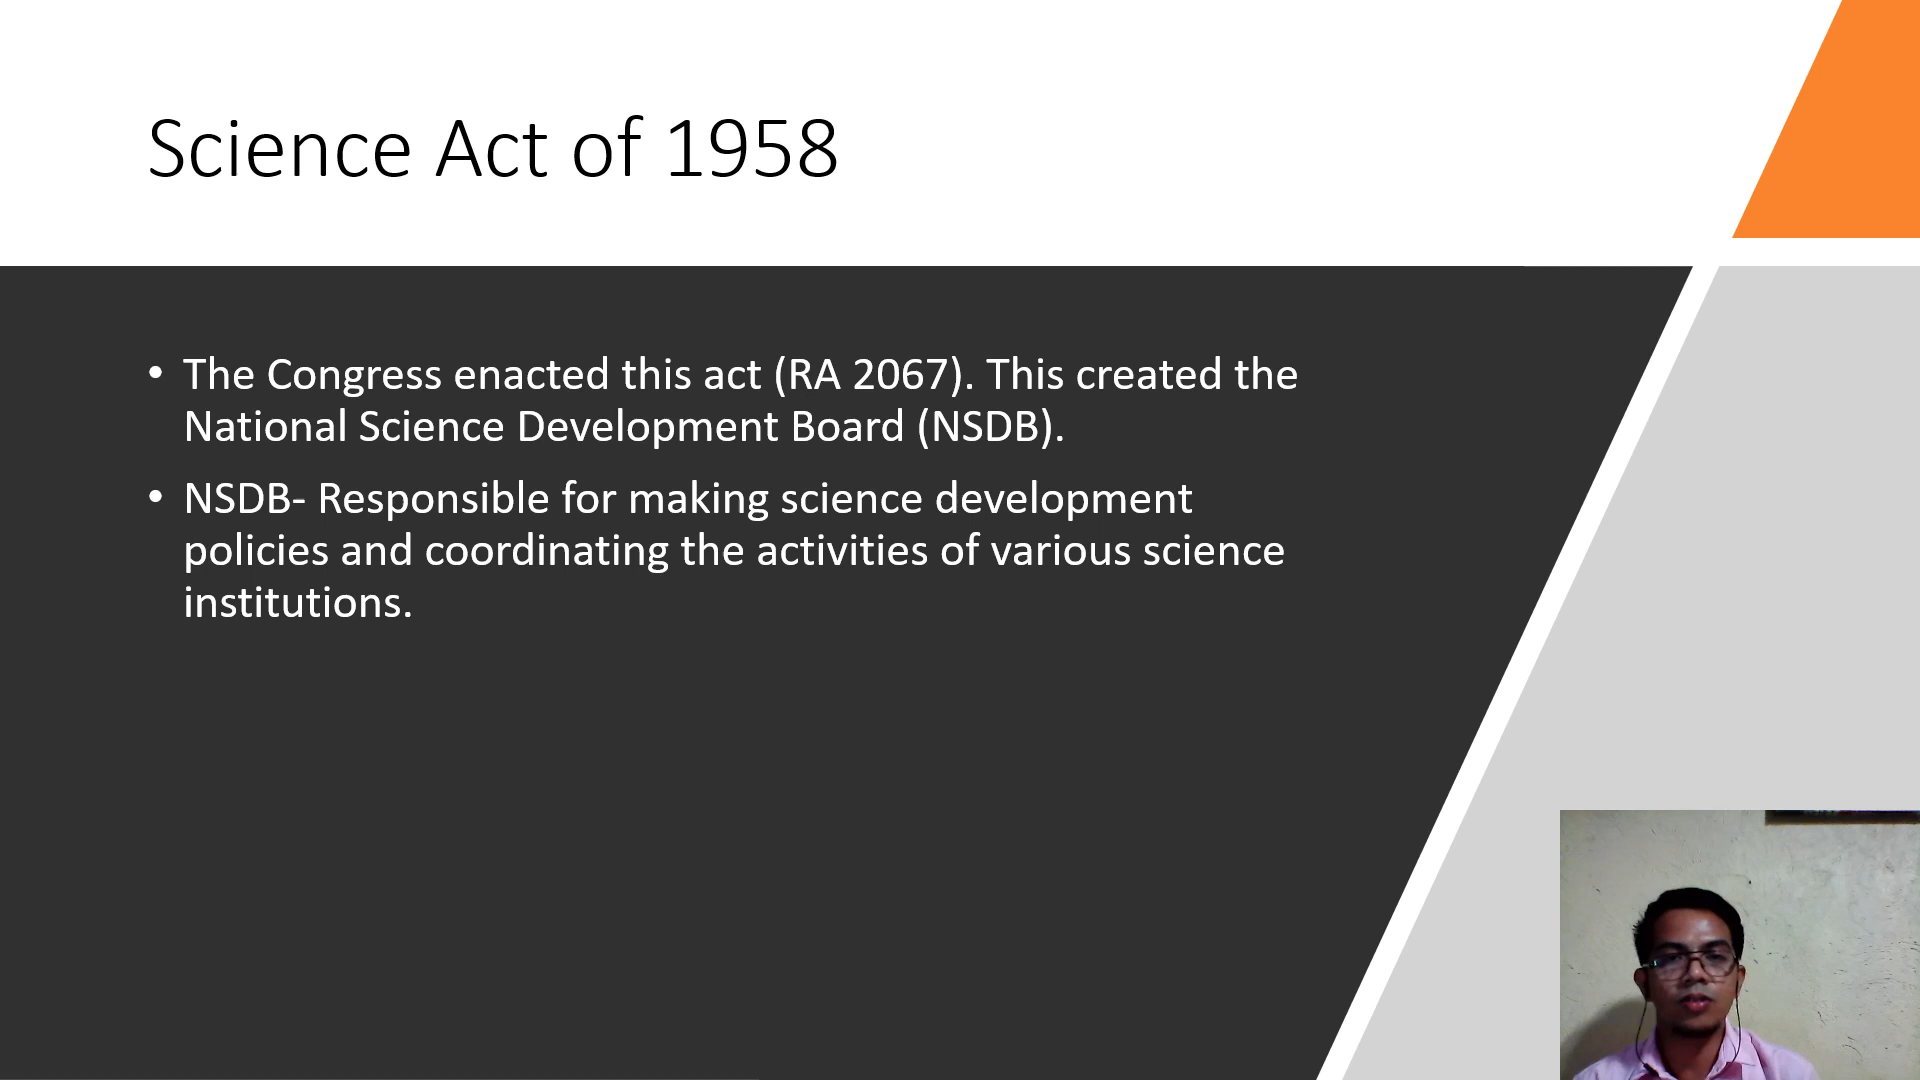 Science Act of 1958
• The Congress enacted this act (RA 2067). This created the
National Science Development Board (NSDB).
• NSDB- Responsible for making science development
policies and coordinating the activities of various science
institutions.